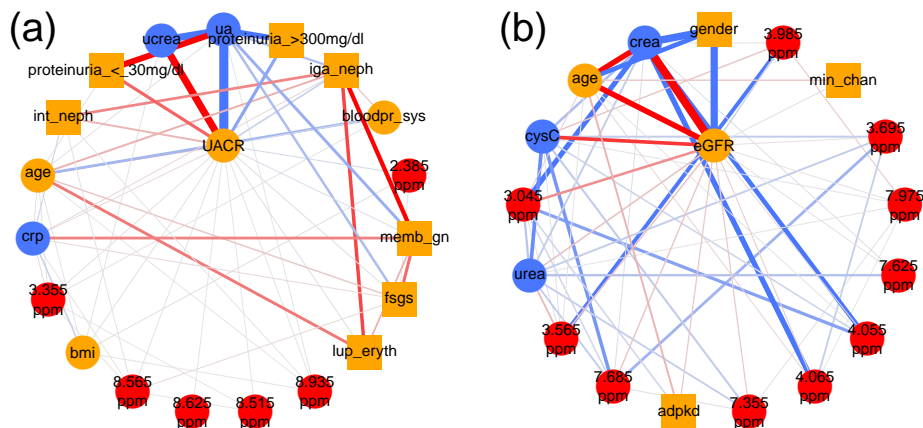 (a)
ua
ucrea
proteinuria_>300mg/dl
proteinuria_<_30mg/dl
iga_neph
int_neph
bloodpr_sys
UACR
age
2.385
ppm
crp
memb_gn
3.355
ppm
fsgs
bmi
lup_eryth
8.565
ppm
8.625
ppm
8.515
ppm
8.935
ppm
(b)
gender
crea
3.985
ppm
age
min_chan
cysC
eGFR
3.695
ppm
3.045
ppm
7.975
ppm
urea
7.625
ppm
3.565
ppm
4.055
ppm
7.685
ppm
4.065
ppm
adpkd
7.355
ppm